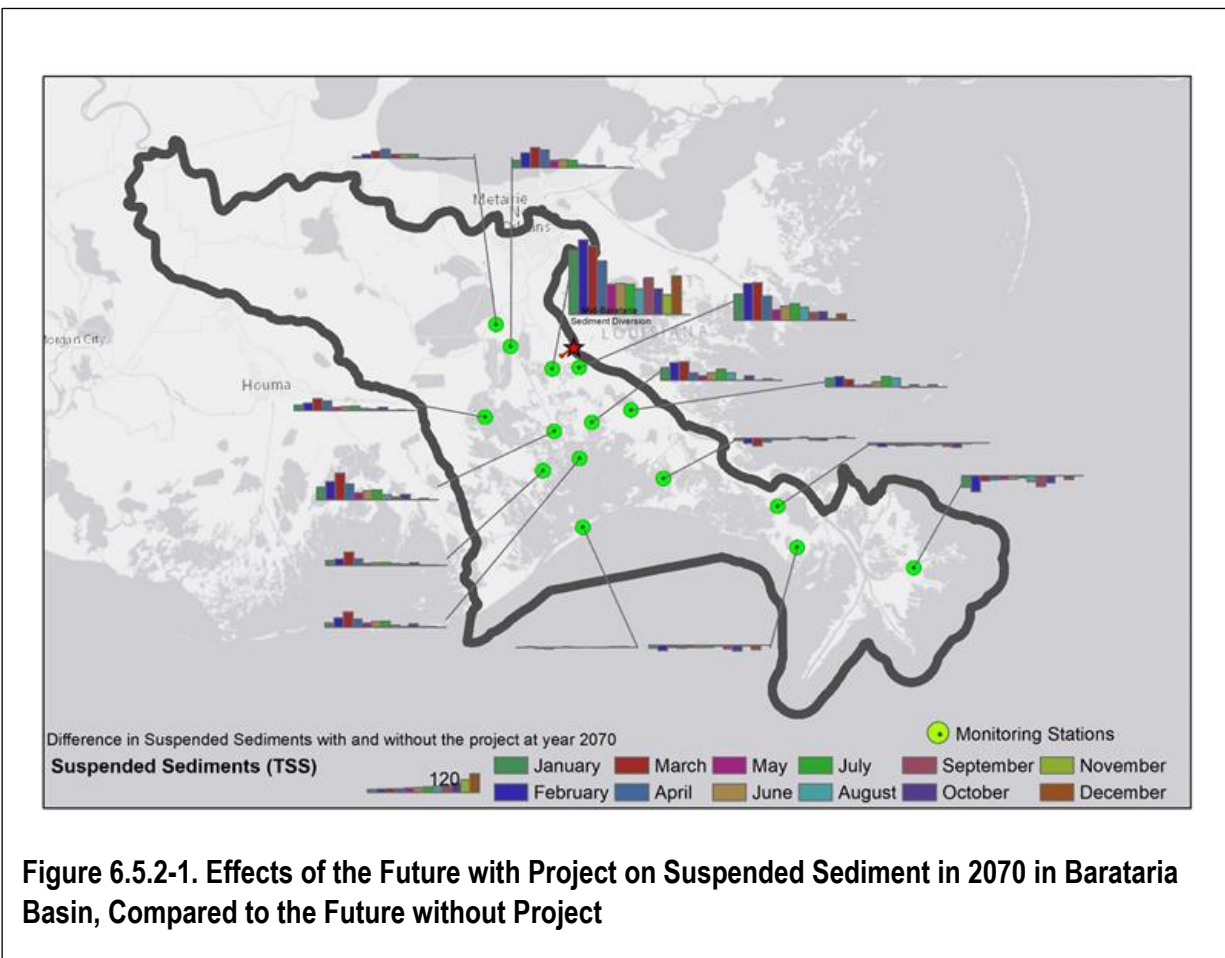 Metairie
N
Orleans
Sediment Diversion
LOUISIANA
Morgan City
Houma
Difference in Suspended Sediments with and without the project at year 2070
Monitoring Stations
Suspended Sediments (TSS)
120
January March May July September November
February April June August October December
Figure 6.5.2-1. Effects of the Future with Project on Suspended Sediment in 2070 in Barataria
Basin, Compared to the Future without Project